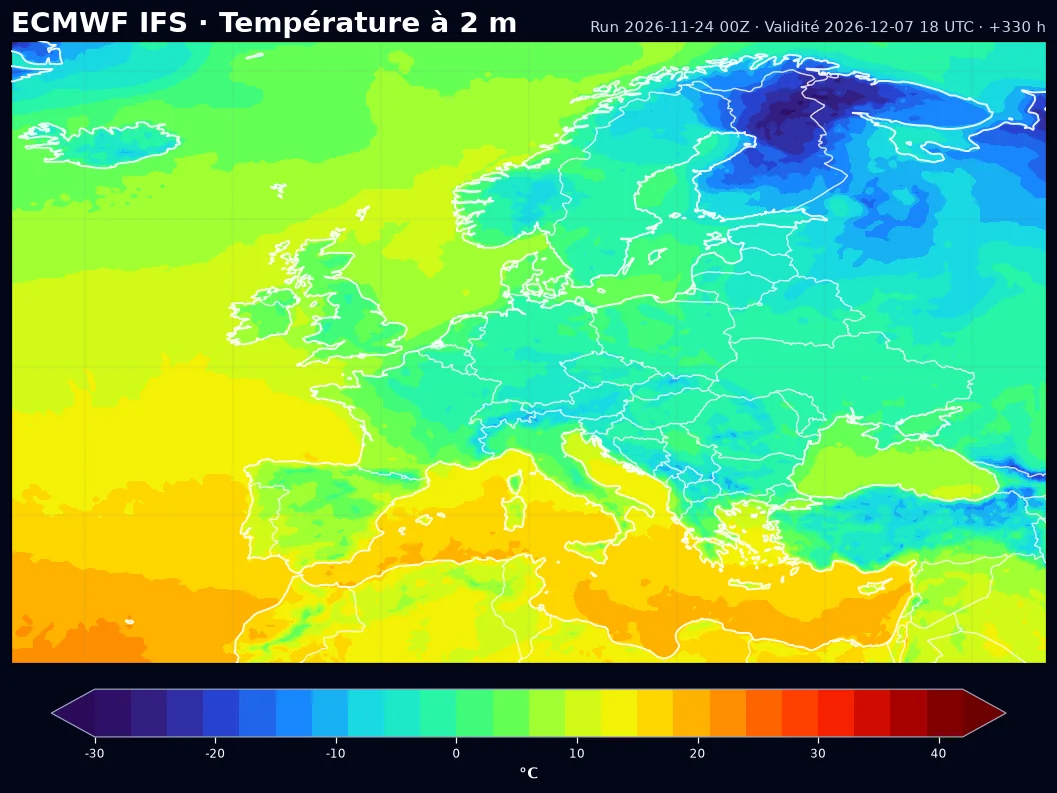 ECMWF IFS · Température à 2 m
Run 2026-11-24 00Z · Validité 2026-12-07 18 UTC · +330 h
-30 -20 -10 0 10 20 30 40
°C